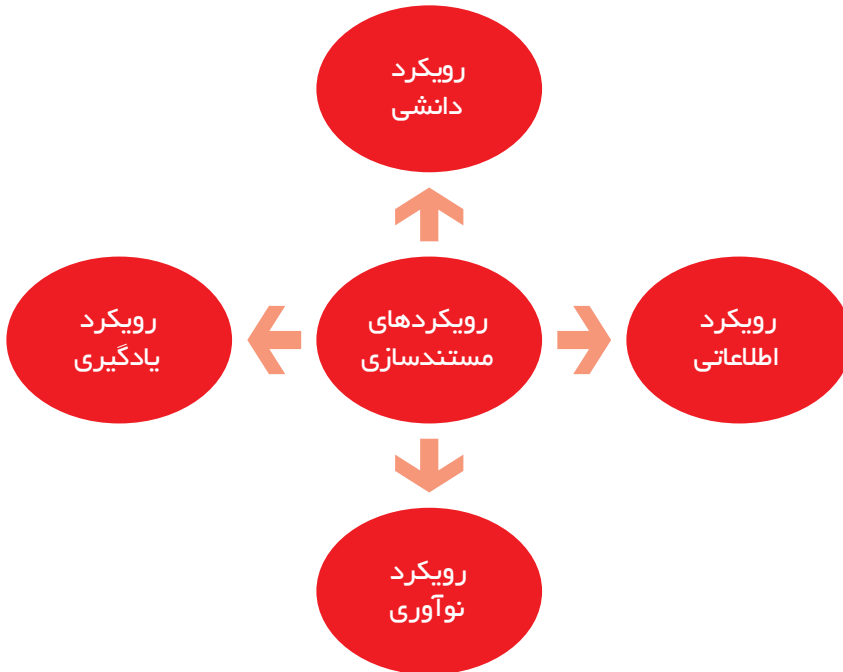 رویکرد
دانشی
رویکرد
اطلاعاتی
رویکردهای
مستندسازی
رویکرد
یادگیری
رویکرد
نوآوری